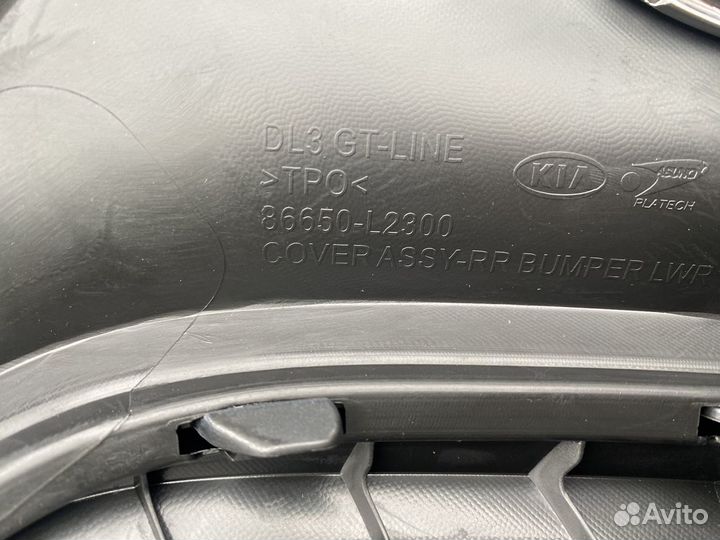 DL3 GT-LINE
>TPO<
86650-L2300
COVER ASSY-RR BUMPER LWR
KIA
PLATECH
Avito